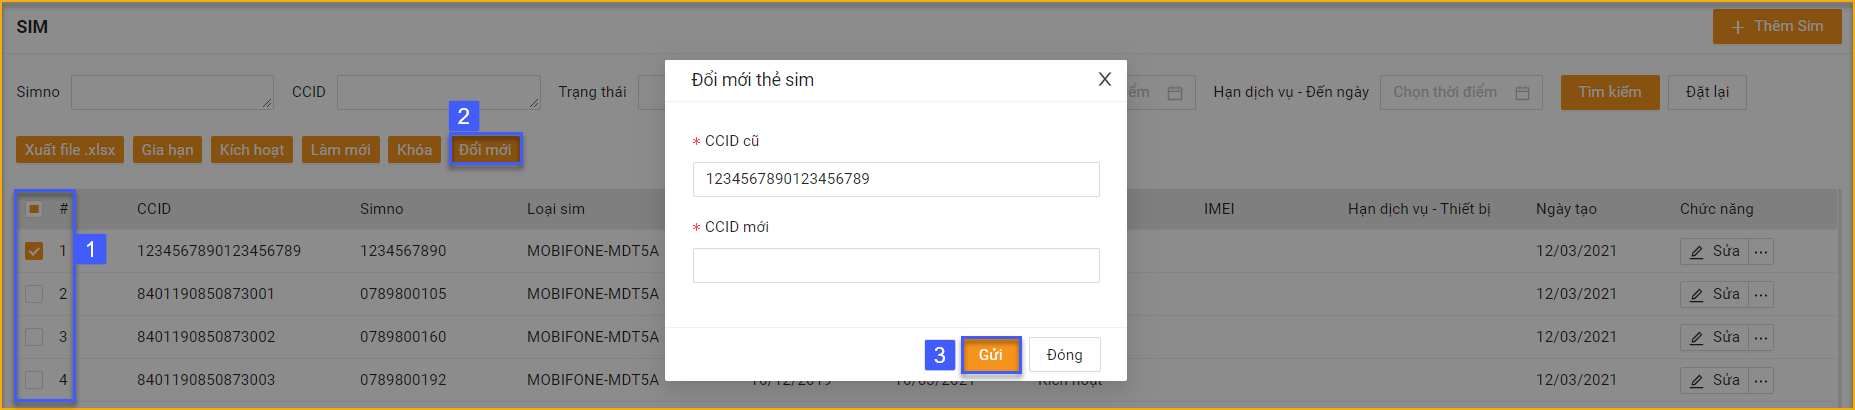 SIM
+ Thêm Sim
Simno
CCID
Trạng thái
ểm
Hạn dịch vụ - Đến ngày
Chọn thời điểm
Tìm kiếm
Đặt lại
2
Xuất file .xlsx
Gia hạn
Kích hoạt
Làm mới
Khóa
Đổi mới
Đổi mới thẻ sim
X
* CCID cũ
1234567890123456789
* CCID mới
3
Gửi
Đóng
# CCID Simno Loại sim IMEI Hạn dịch vụ - Thiết bị Ngày tạo Chức năng
1
1 1234567890123456789 1234567890 MOBIFONE-MDT5A 12/03/2021 Sửa ...
2 8401190850873001 0789800105 MOBIFONE-MDT5A 12/03/2021 Sửa ...
3 8401190850873002 0789800160 MOBIFONE-MDT5A 12/03/2021 Sửa ...
4 8401190850873003 0789800192 MOBIFONE-MDT5A 12/03/2021 Sửa ...